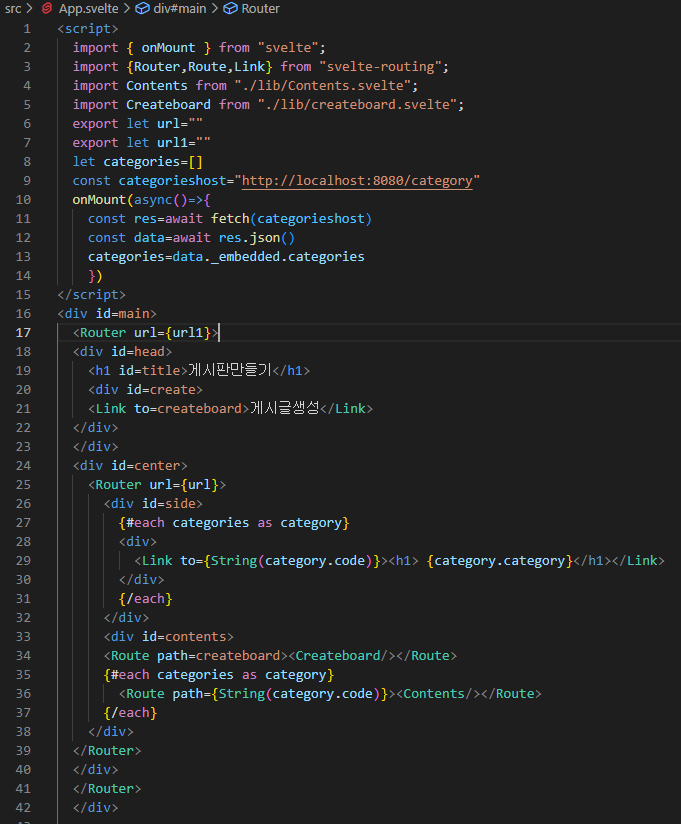 src > App.svelte > div#main > Router
1 <script>
2 import { onMount } from "svelte";
3 import {Router,Route,Link} from "svelte-routing";
4 import Contents from "./lib/Contents.svelte";
5 import Createboard from "./lib/createboard.svelte";
6 export let url=""
7 export let url1=""
8 let categories=[]
9 const categorieshost="http://localhost:8080/category"
10 onMount(async()=>{
11 const res=await fetch(categorieshost)
12 const data=await res.json()
13 categories=data._embedded.categories
14 })
15 </script>
16 <div id=main>
17 <Router url={url1}>
18 <div id=head>
19 <h1 id=title>게시판만들기</h1>
20 <div id=create>
21 <Link to=createboard>게시글생성</Link>
22 </div>
23 </div>
24 <div id=center>
25 <Router url={url}>
26 <div id=side>
27 {#each categories as category}
28 <div>
29 <Link to={String(category.code)}><h1> {category.category}</h1></Link>
30 </div>
31 {/each}
32 </div>
33 <div id=contents>
34 <Route path=createboard><Createboard/></Route>
35 {#each categories as category}
36 <Route path={String(category.code)}><Contents/></Route>
37 {/each}
38 </div>
39 </Router>
40 </div>
41 </Router>
42 </div>